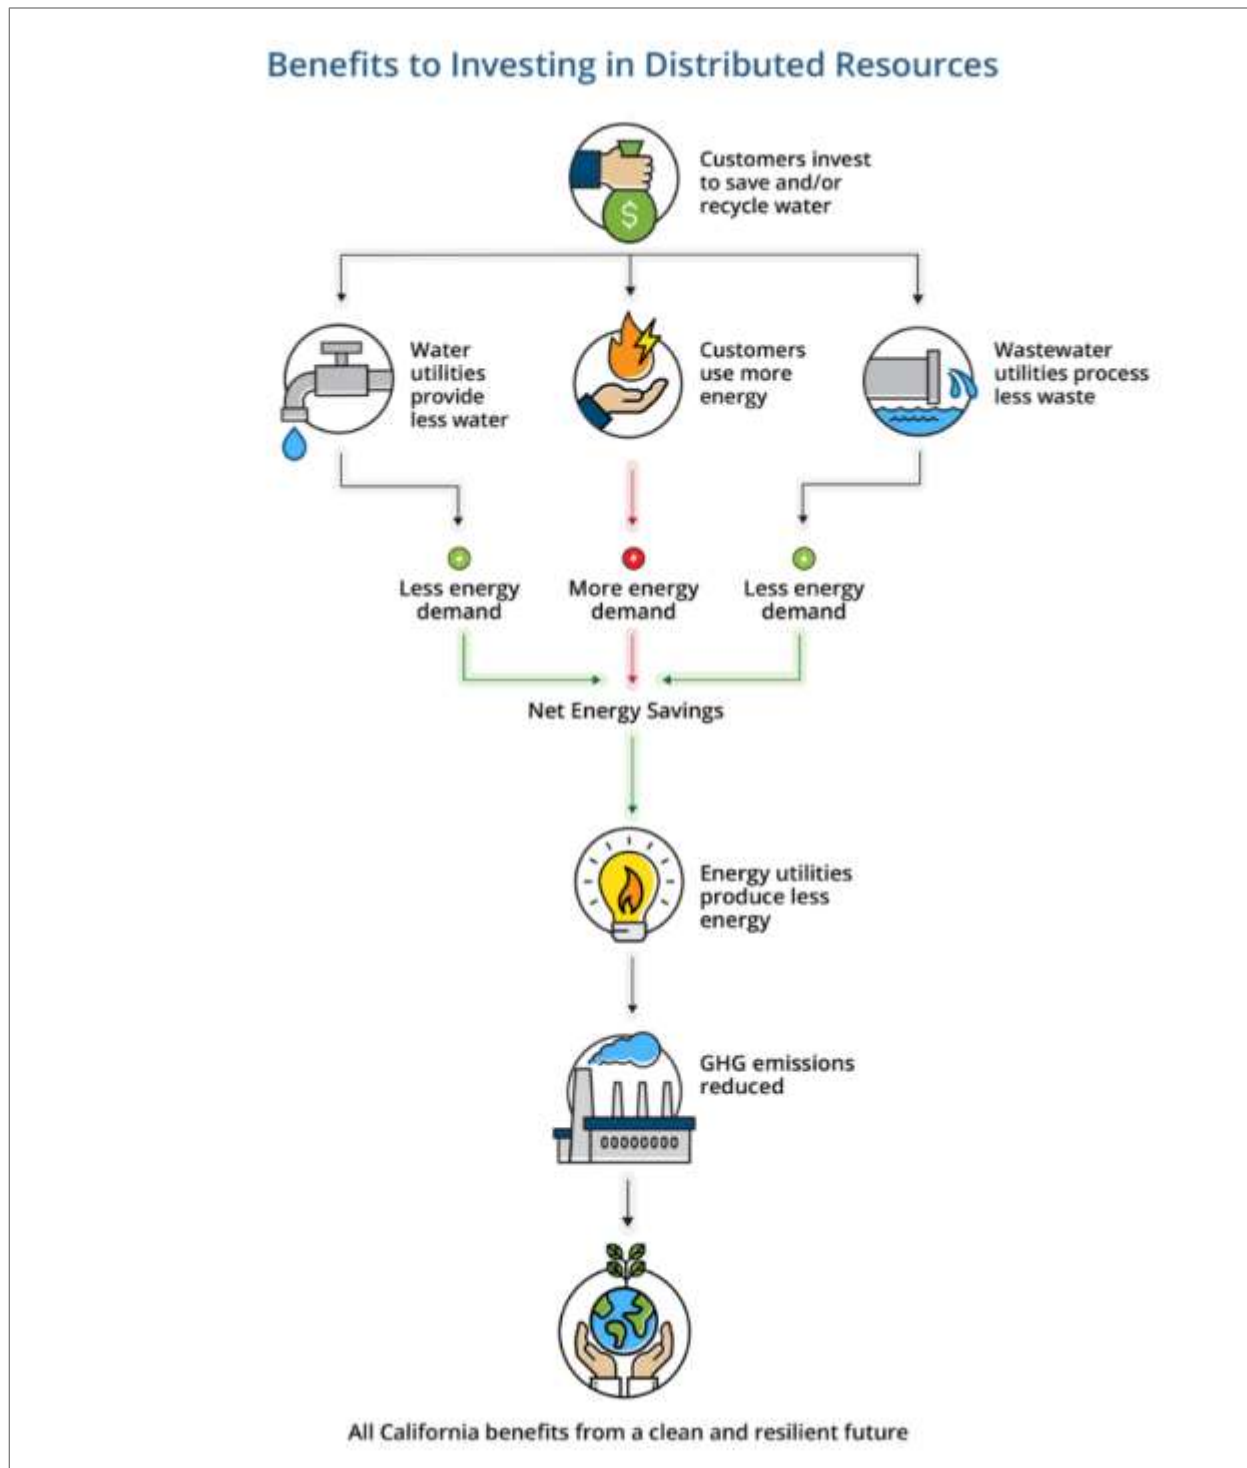 Benefits to Investing in Distributed Resources
Customers invest
to save and/or
recycle water
$
Water
utilities
provide
less water
Customers
use more
energy
Wastewater
utilities process
less waste
Less energy
demand
More energy
demand
Less energy
demand
Net Energy Savings
Energy utilities
produce less
energy
GHG emissions
reduced
All California benefits from a clean and resilient future